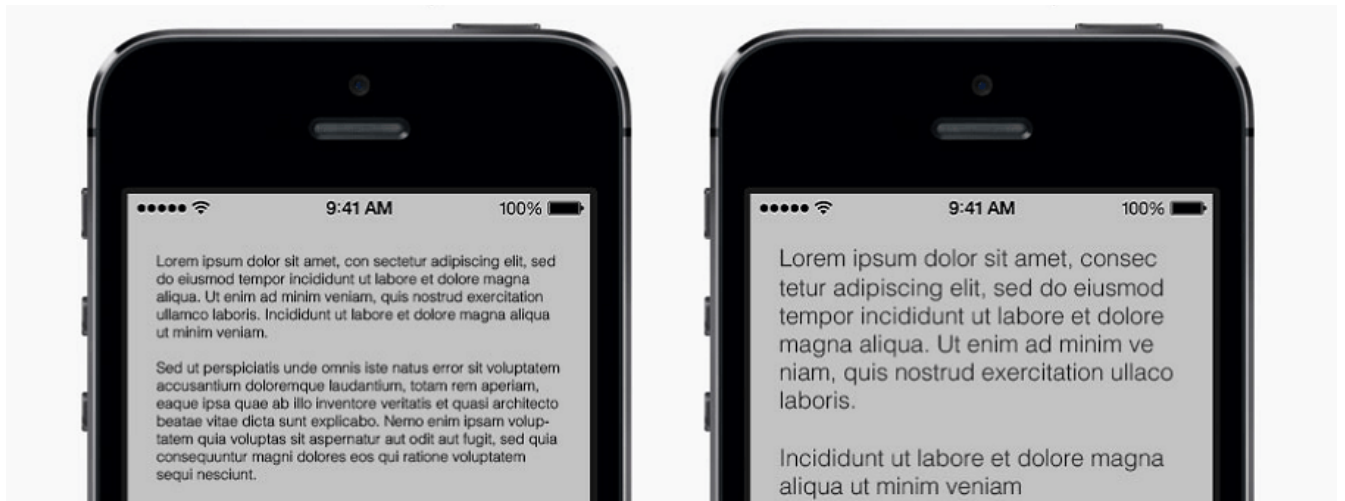 9:41 AM
100%
Lorem ipsum dolor sit amet, con sectetur adipiscing elit, sed
do eiusmod tempor incididunt ut labore et dolore magna
aliqua. Ut enim ad minim veniam, quis nostrud exercitation
ullamco laboris. Incididunt ut labore et dolore magna aliqua
ut minim veniam.
Sed ut perspiciatis unde omnis iste natus error sit voluptatem
accusantium doloremque laudantium, totam rem aperiam,
eaque ipsa quae ab illo inventore veritatis et quasi architecto
beatae vitae dicta sunt explicabo. Nemo enim ipsam volup-
tatem quia voluptas sit aspernatur aut odit aut fugit, sed quia
consequuntur magni dolores eos qui ratione voluptatem
sequi nesciunt.
9:41 AM
100%
Lorem ipsum dolor sit amet, consec
tetur adipiscing elit, sed do eiusmod
tempor incididunt ut labore et dolore
magna aliqua. Ut enim ad minim ve
niam, quis nostrud exercitation ullaco
laboris.
Incididunt ut labore et dolore magna
aliqua ut minim veniam